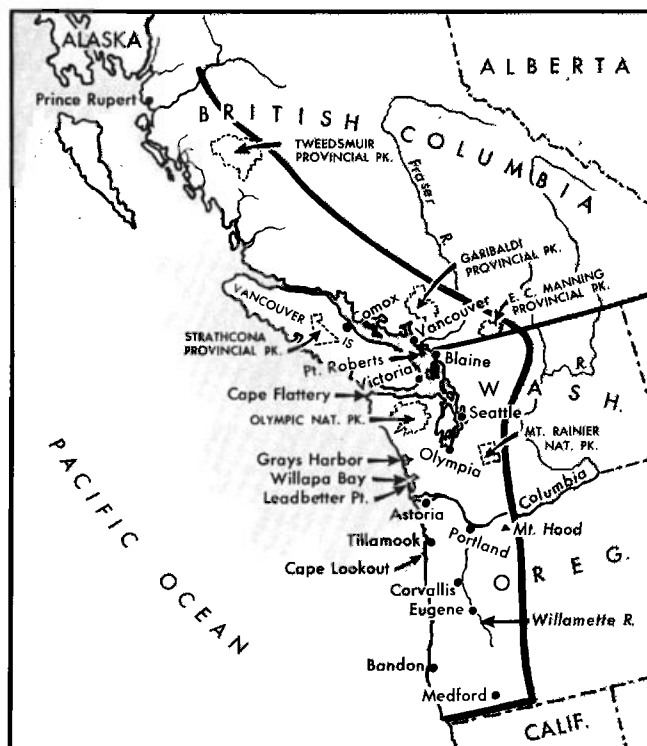 ALASKA
ALBERTA
Prince Rupert
BRITISH
COLUMBIA
TWEEDSMUIR
PROVINCIAL PK.
Fraser R.
GARIBALDI
PROVINCIAL PK.
E. C. MANNING
PROVINCIAL PK.
VANCOUVER IS
Comox
Vancouver
STRATHCONA
PROVINCIAL PK.
Pt. Roberts
Blaine
Victoria
WASH.
R.
Cape Flattery
OLYMPIC NAT. PK.
Seattle
MT. RAINIER
NAT. PK.
Grays Harbor
Olympia
Willapa Bay
Leadbetter Pt.
Columbia
Astoria
PACIFIC OCEAN
Tillamook
Portland
Mt. Hood
Cape Lookout
OREG.
Corvallis
Eugene
Willamette R.
Bandon
Medford
CALIF.